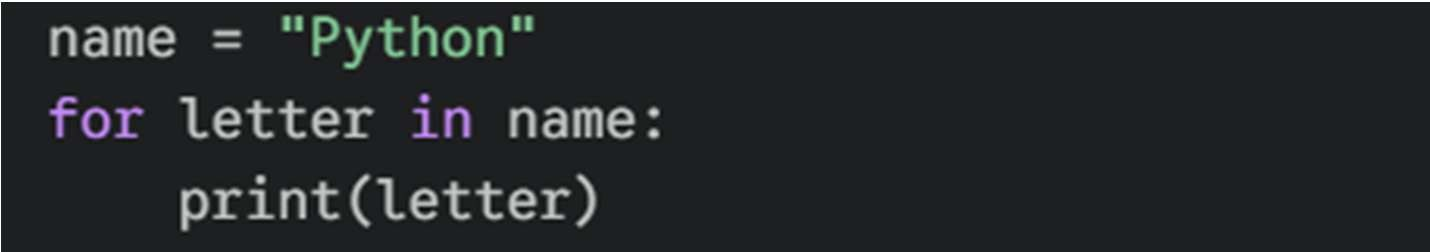 name = "Python"
for letter in name:
    print(letter)